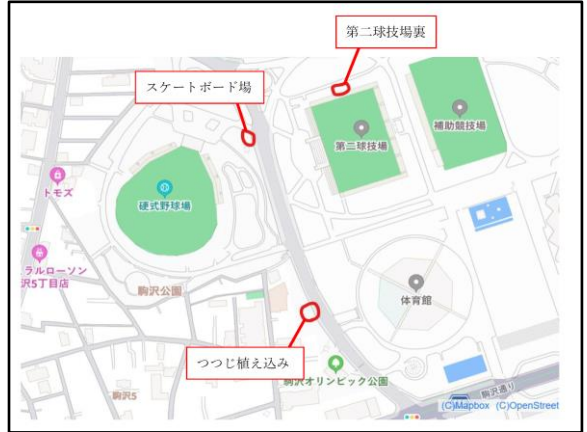 第二球技場裏
スケートボード場
補助競技場
第二球技場
トモズ
硬式野球場
ラルローソン
沢5丁目店
駒沢公園
体育館
つつじ植え込み
駒沢オリンピック公園
駒沢5
駒沢通り
(C)Mapbox (C)OpenStreet